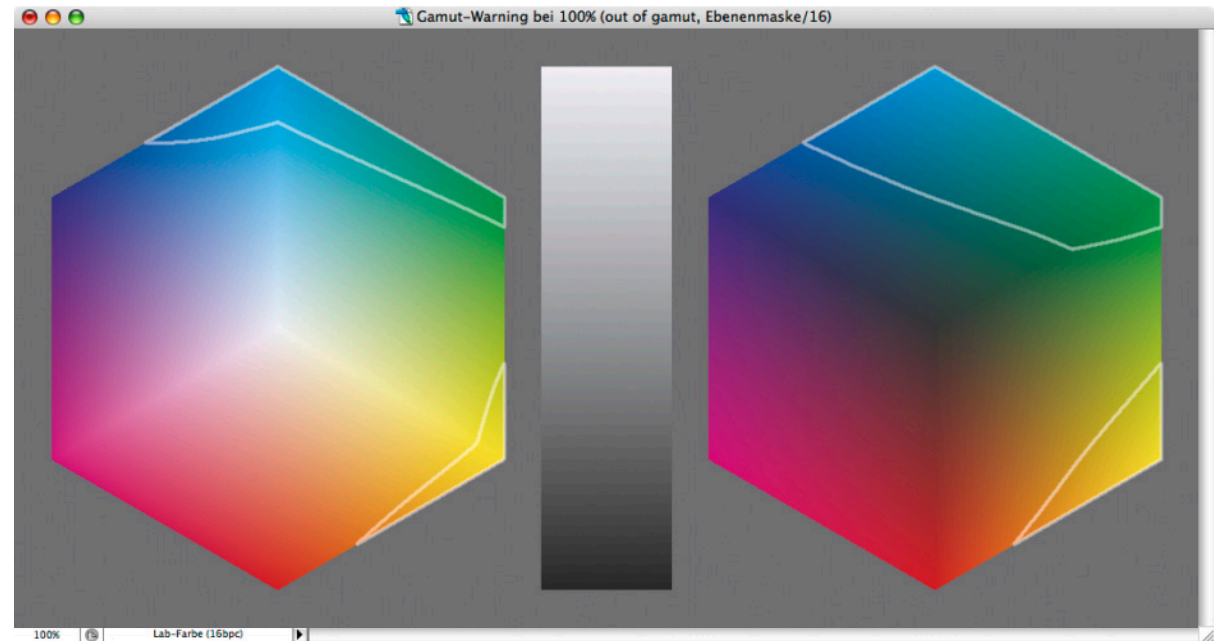 Gamut-Warning bei 100% (out of gamut, Ebenenmaske/16)
100% Lab-Farbe (16bpc)